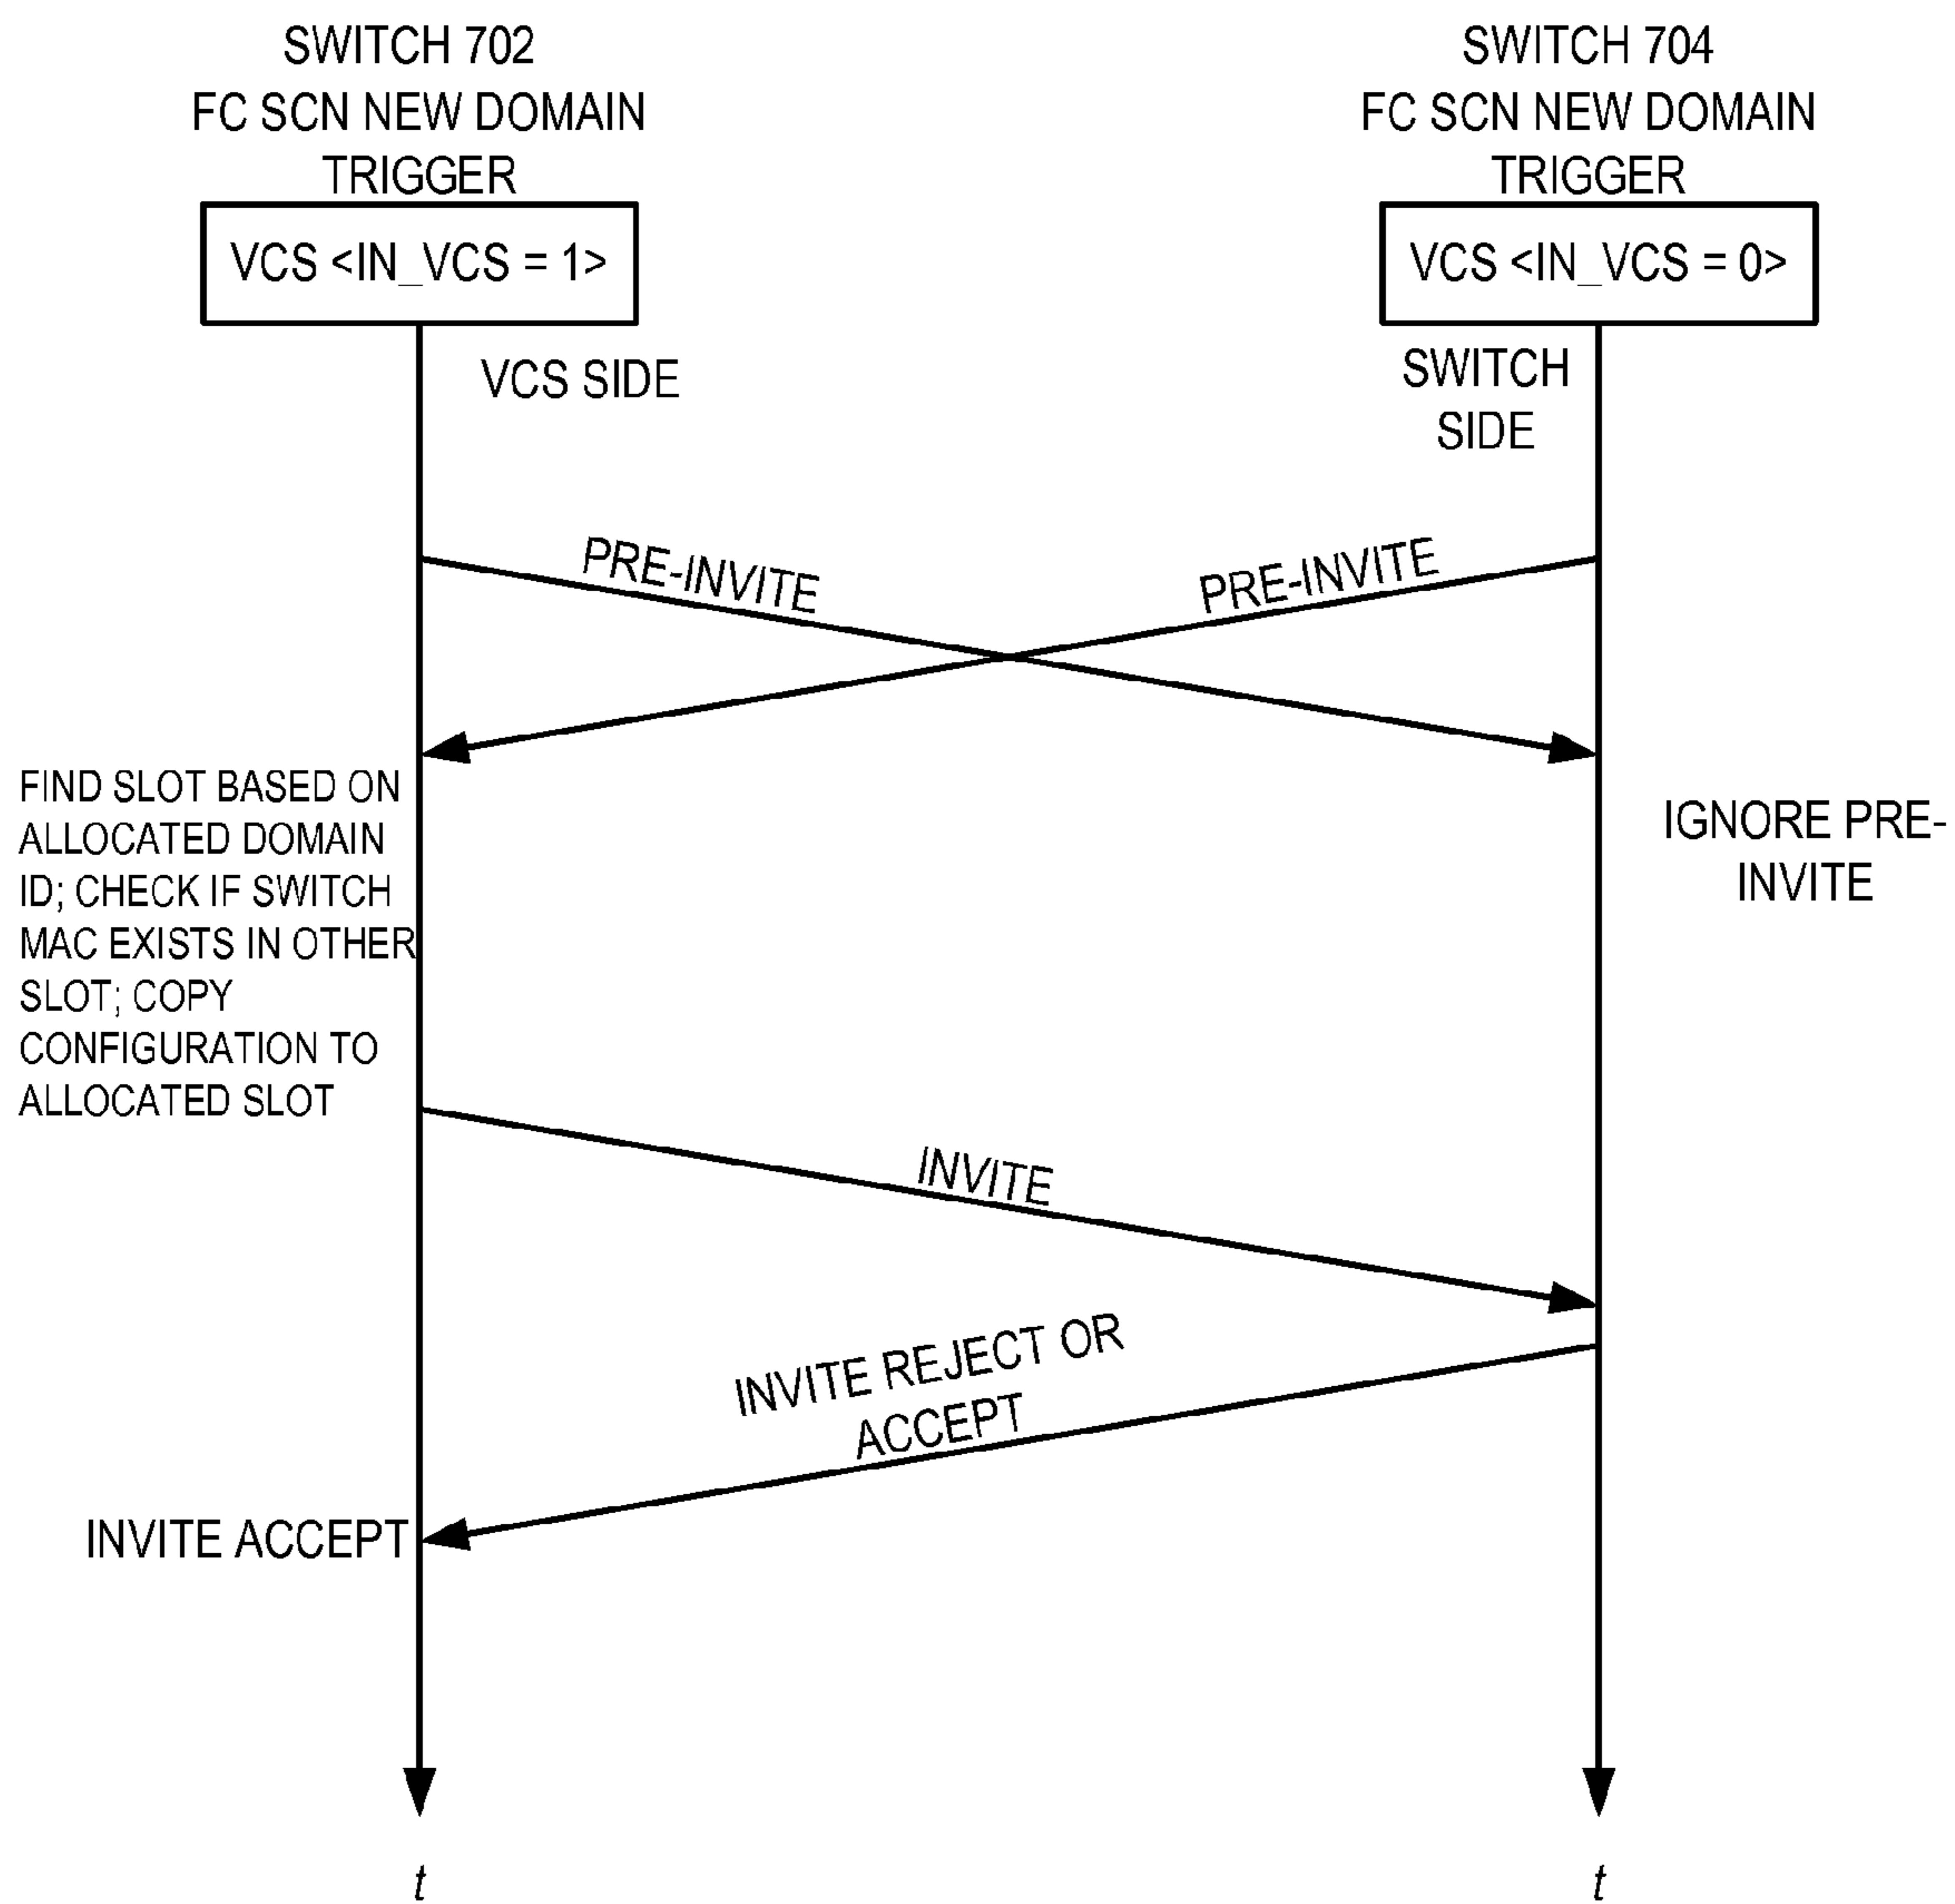 SWITCH 702
FC SCN NEW DOMAIN
TRIGGER
VCS <IN_VCS = 1>
VCS SIDE
SWITCH 704
FC SCN NEW DOMAIN
TRIGGER
VCS <IN_VCS = 0>
SWITCH
SIDE
PRE-INVITE
PRE-INVITE
FIND SLOT BASED ON
ALLOCATED DOMAIN
ID; CHECK IF SWITCH
MAC EXISTS IN OTHER
SLOT; COPY
CONFIGURATION TO
ALLOCATED SLOT
IGNORE PRE-
INVITE
INVITE
INVITE REJECT OR
ACCEPT
INVITE ACCEPT
t
t